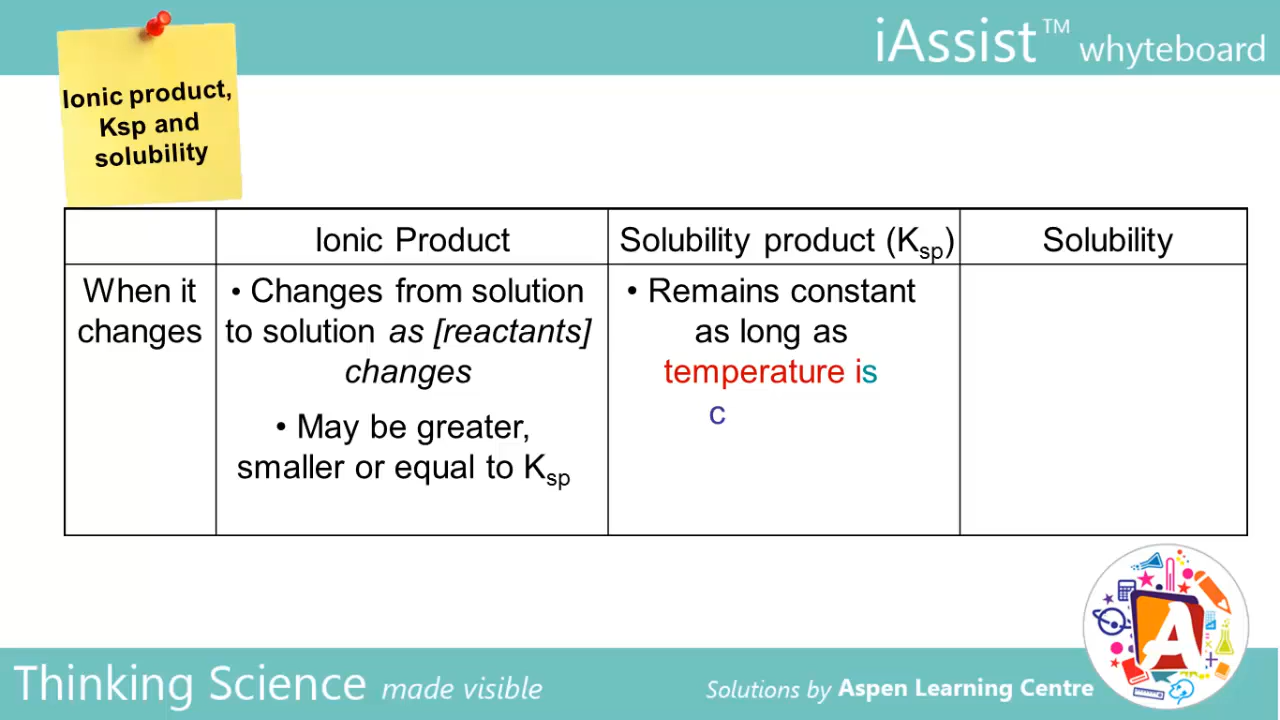 iAssist™ whyteboard
Ionic product,
Ksp and
solubility
Ionic Product
Solubility product (Ksp)
Solubility
When it
changes
• Changes from solution
to solution as [reactants]
changes
• May be greater,
smaller or equal to Ksp
• Remains constant
as long as
temperature is
c
A
Thinking Science made visible
Solutions by Aspen Learning Centre